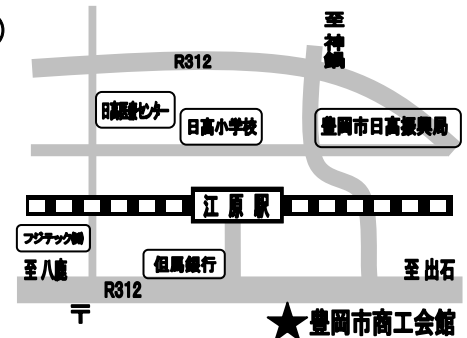 至神鍋
R312
日高医療センター
日高小学校
豊岡市日高振興局
江原駅
フジテック㈱
至 八鹿
但馬銀行
至 出石
R312
〒
★豊岡市商工会館